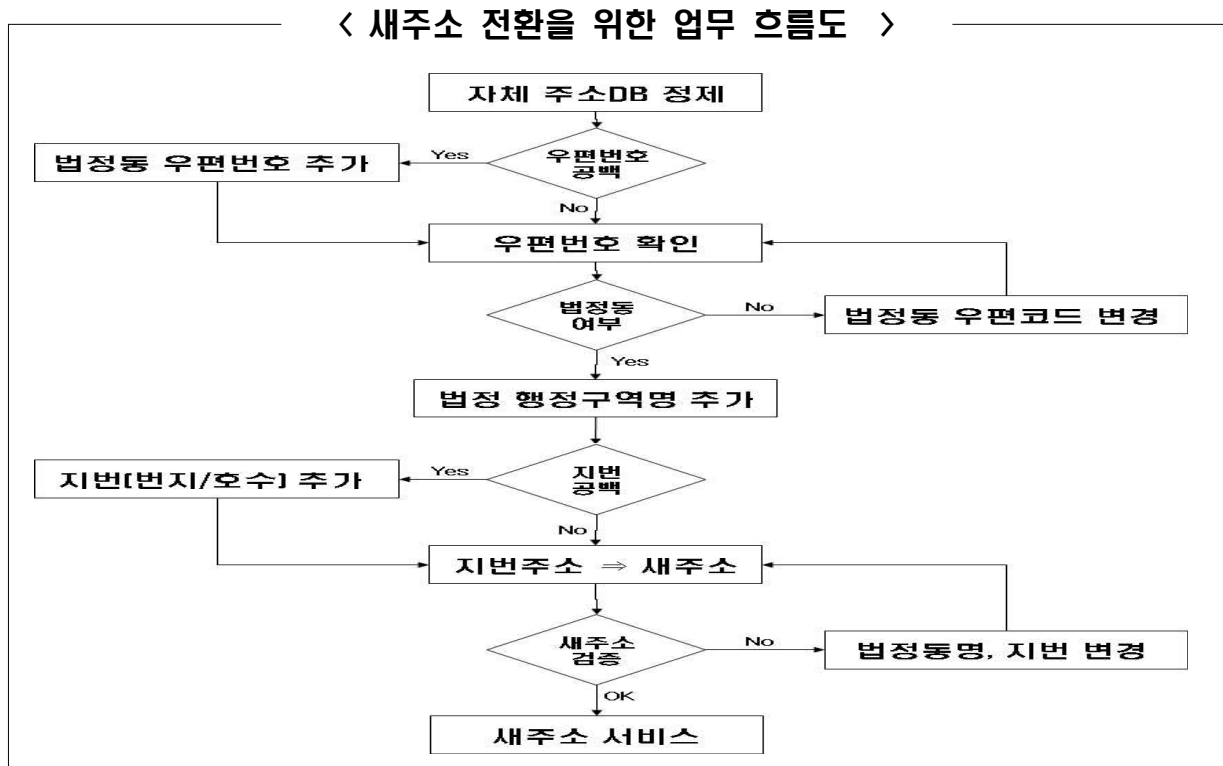 < 새주소 전환을 위한 업무 흐름도 >
자체 주소DB 정제
우편번호
공백
Yes
법정동 우편번호 추가
No
우편번호 확인
법정동
여부
No
법정동 우편코드 변경
Yes
법정 행정구역명 추가
지번
공백
Yes
지번(번지/호수) 추가
No
지번주소 ⇒ 새주소
새주소
검증
No
법정동명, 지번 변경
OK
새주소 서비스